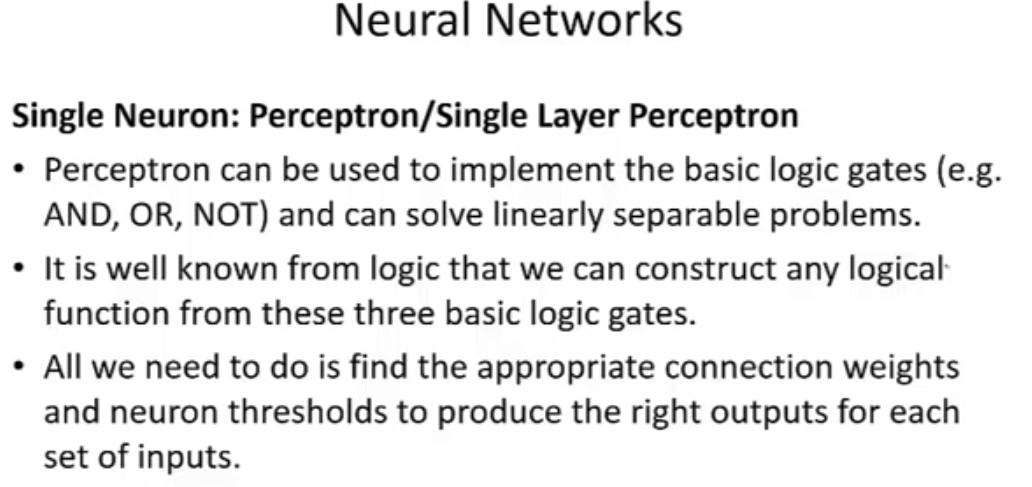 Neural Networks
Single Neuron: Perceptron/Single Layer Perceptron
• Perceptron can be used to implement the basic logic gates (e.g.
AND, OR, NOT) and can solve linearly separable problems.
• It is well known from logic that we can construct any logical
function from these three basic logic gates.
• All we need to do is find the appropriate connection weights
and neuron thresholds to produce the right outputs for each
set of inputs.